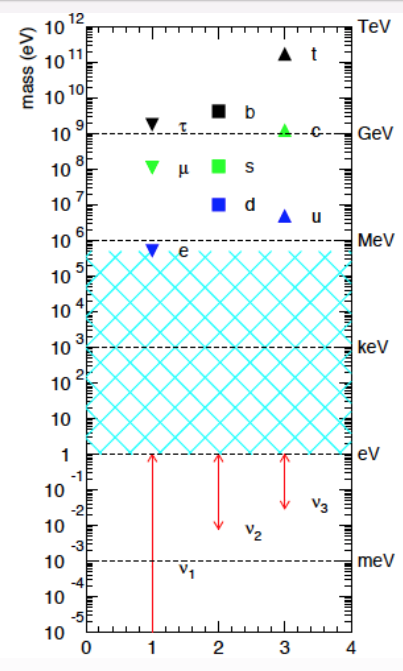 mass (eV)
10^12 TeV
t
10^11
10^10
b
τ
10^9 c GeV
10^8 μ s
10^7 d
u
10^6 MeV
e
10^5
10^4
10^3 keV
10^2
10
1 eV
10^-1
ν3
10^-2
ν2
10^-3 meV
ν1
10^-4
10^-5
0 1 2 3 4